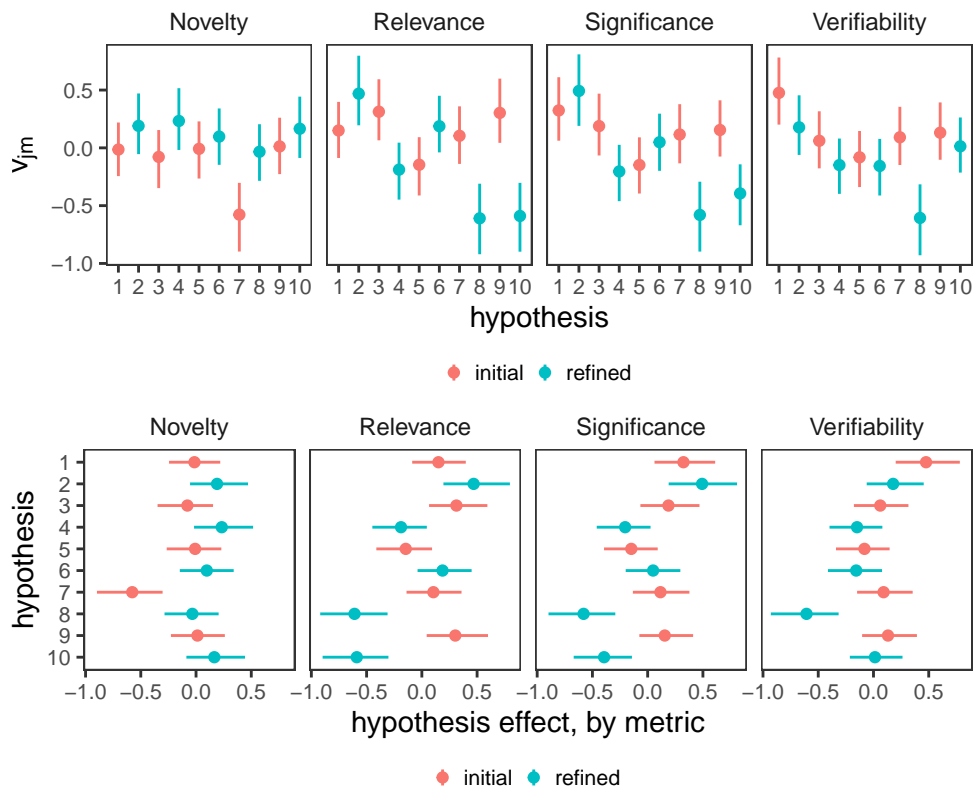 Novelty Relevance Significance Verifiability
0.5
0.0
−0.5
−1.0
v_jm
1 2 3 4 5 6 7 8 9 10 1 2 3 4 5 6 7 8 9 10 1 2 3 4 5 6 7 8 9 10 1 2 3 4 5 6 7 8 9 10
hypothesis
initial refined
Novelty Relevance Significance Verifiability
1
2
3
4
5
6
7
8
9
10
hypothesis
−1.0 −0.5 0.0 0.5 −1.0 −0.5 0.0 0.5 −1.0 −0.5 0.0 0.5 −1.0 −0.5 0.0 0.5
hypothesis effect, by metric
initial refined